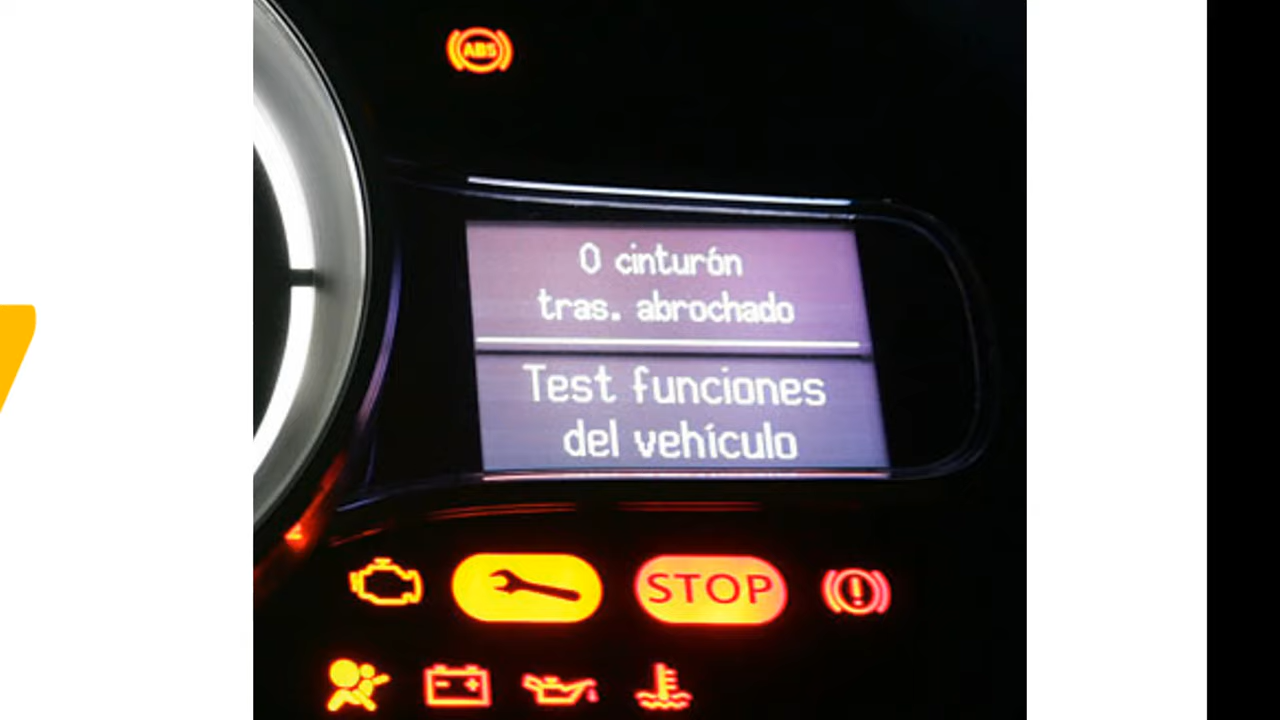 ABS
0 cinturón
tras. abrochado
Test funciones
del vehículo
STOP